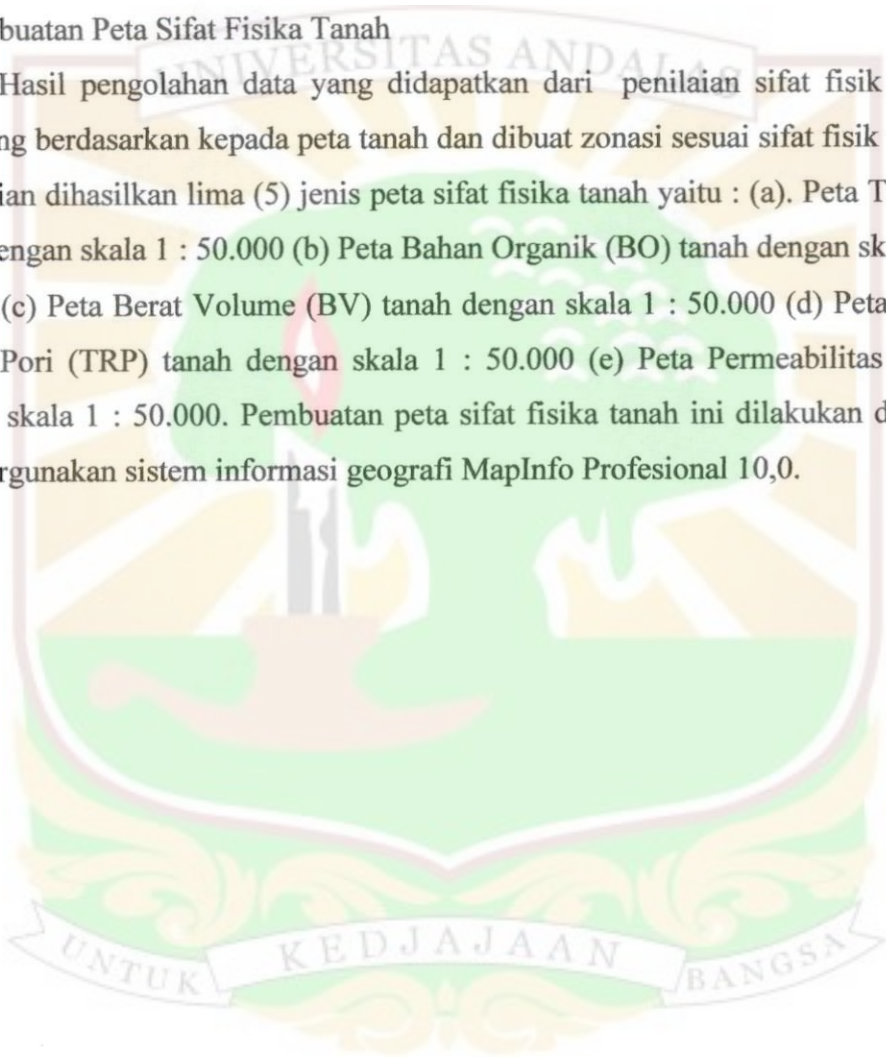 buatan Peta Sifat Fisika Tanah
UNIVERSITAS ANDALAS
Hasil pengolahan data yang didapatkan dari penilaian sifat fisik
ng berdasarkan kepada peta tanah dan dibuat zonasi sesuai sifat fisik
ian dihasilkan lima (5) jenis peta sifat fisika tanah yaitu : (a). Peta T
engan skala 1 : 50.000 (b) Peta Bahan Organik (BO) tanah dengan sk
(c) Peta Berat Volume (BV) tanah dengan skala 1 : 50.000 (d) Peta
Pori (TRP) tanah dengan skala 1 : 50.000 (e) Peta Permeabilitas
skala 1 : 50.000. Pembuatan peta sifat fisika tanah ini dilakukan d
rgunakan sistem informasi geografi MapInfo Profesional 10,0.
UNTUK KEDJAJAAN BANGSA